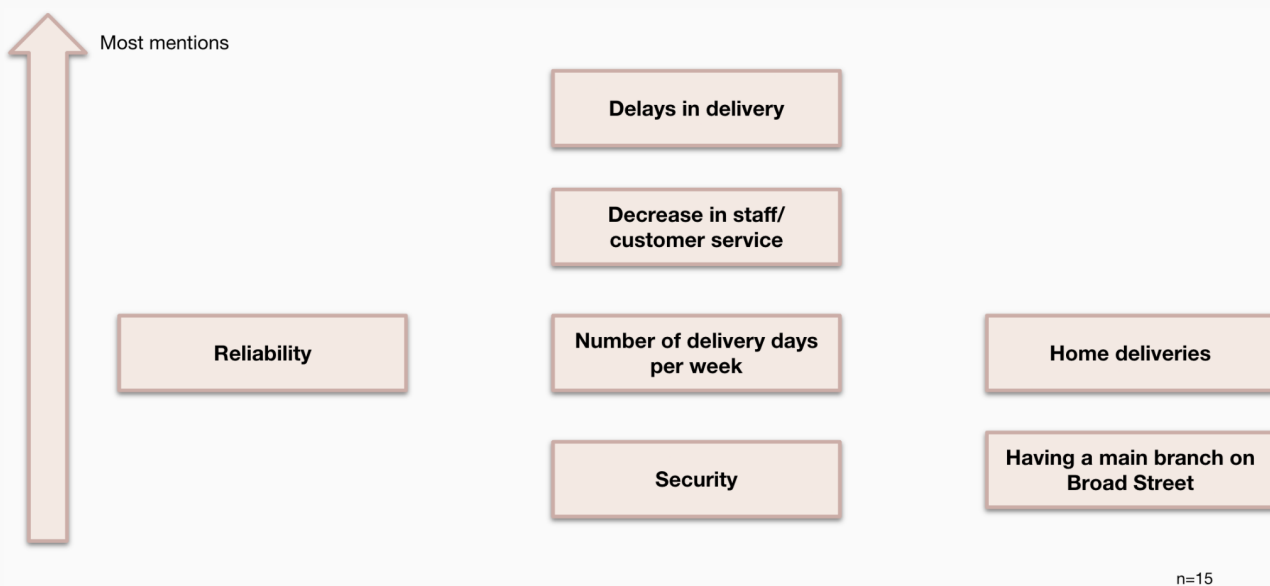 Most mentions
Delays in delivery
Decrease in staff/
customer service
Reliability
Number of delivery days
per week
Home deliveries
Security
Having a main branch on
Broad Street
n=15